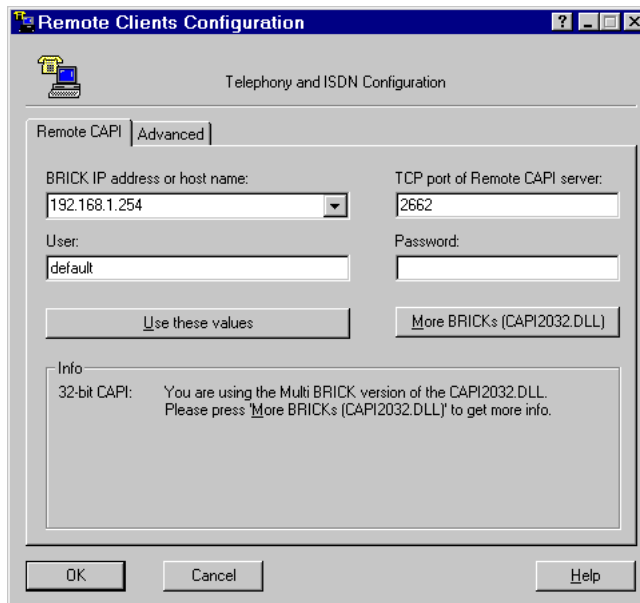 Remote Clients Configuration
Telephony and ISDN Configuration
Remote CAPI Advanced
BRICK IP address or host name: TCP port of Remote CAPI server:
192.168.1.254 2662
User: Password:
default
Use these values More BRICKs (CAPI2032.DLL)
Info
32-bit CAPI: You are using the Multi BRICK version of the CAPI2032.DLL.
Please press 'More BRICKs (CAPI2032.DLL)' to get more info.
OK Cancel Help